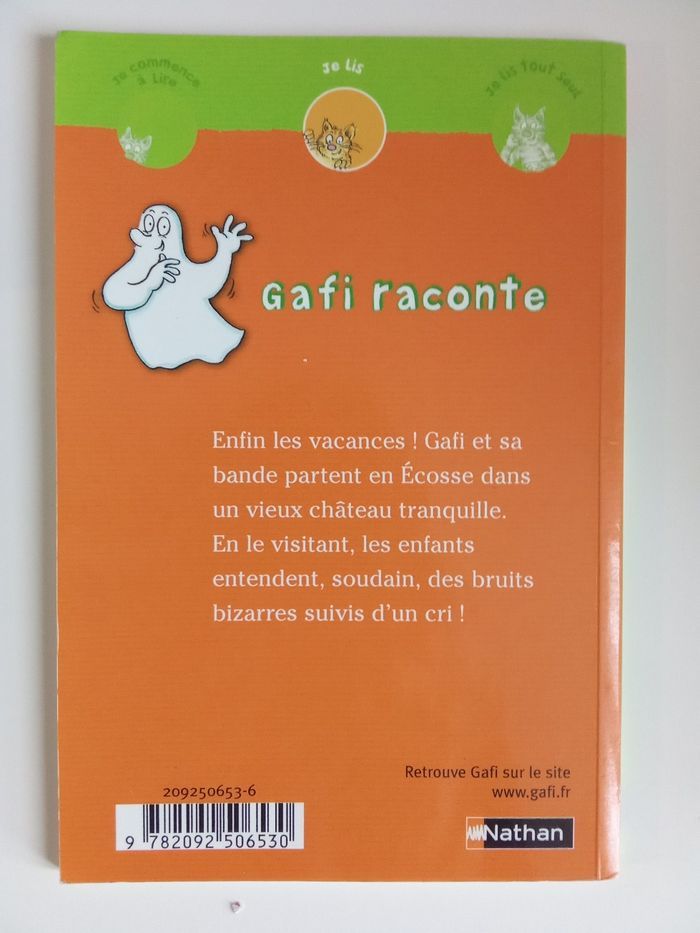 Je commence
à Lire
Je Lis
Je lis tout seul
Gafi raconte
Enfin les vacances ! Gafi et sa
bande partent en Écosse dans
un vieux château tranquille.
En le visitant, les enfants
entendent, soudain, des bruits
bizarres suivis d'un cri !
Retrouve Gafi sur le site
www.gafi.fr
209250653-6
9 782092 506530
Nathan